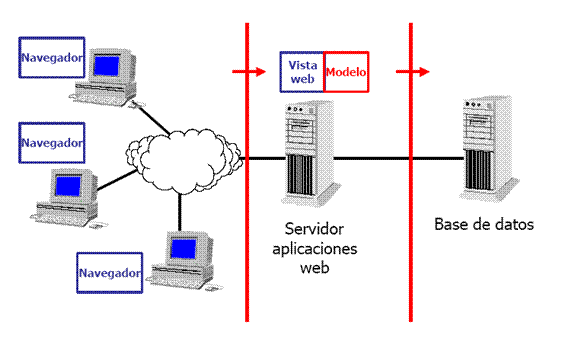 Navegador
Navegador
Navegador
Vista
web
Modelo
Servidor
aplicaciones
web
Base de datos